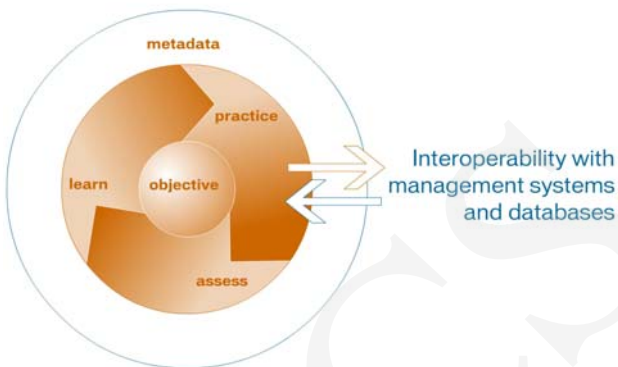 metadata
practice
learn
objective
assess
Interoperability with
management systems
and databases